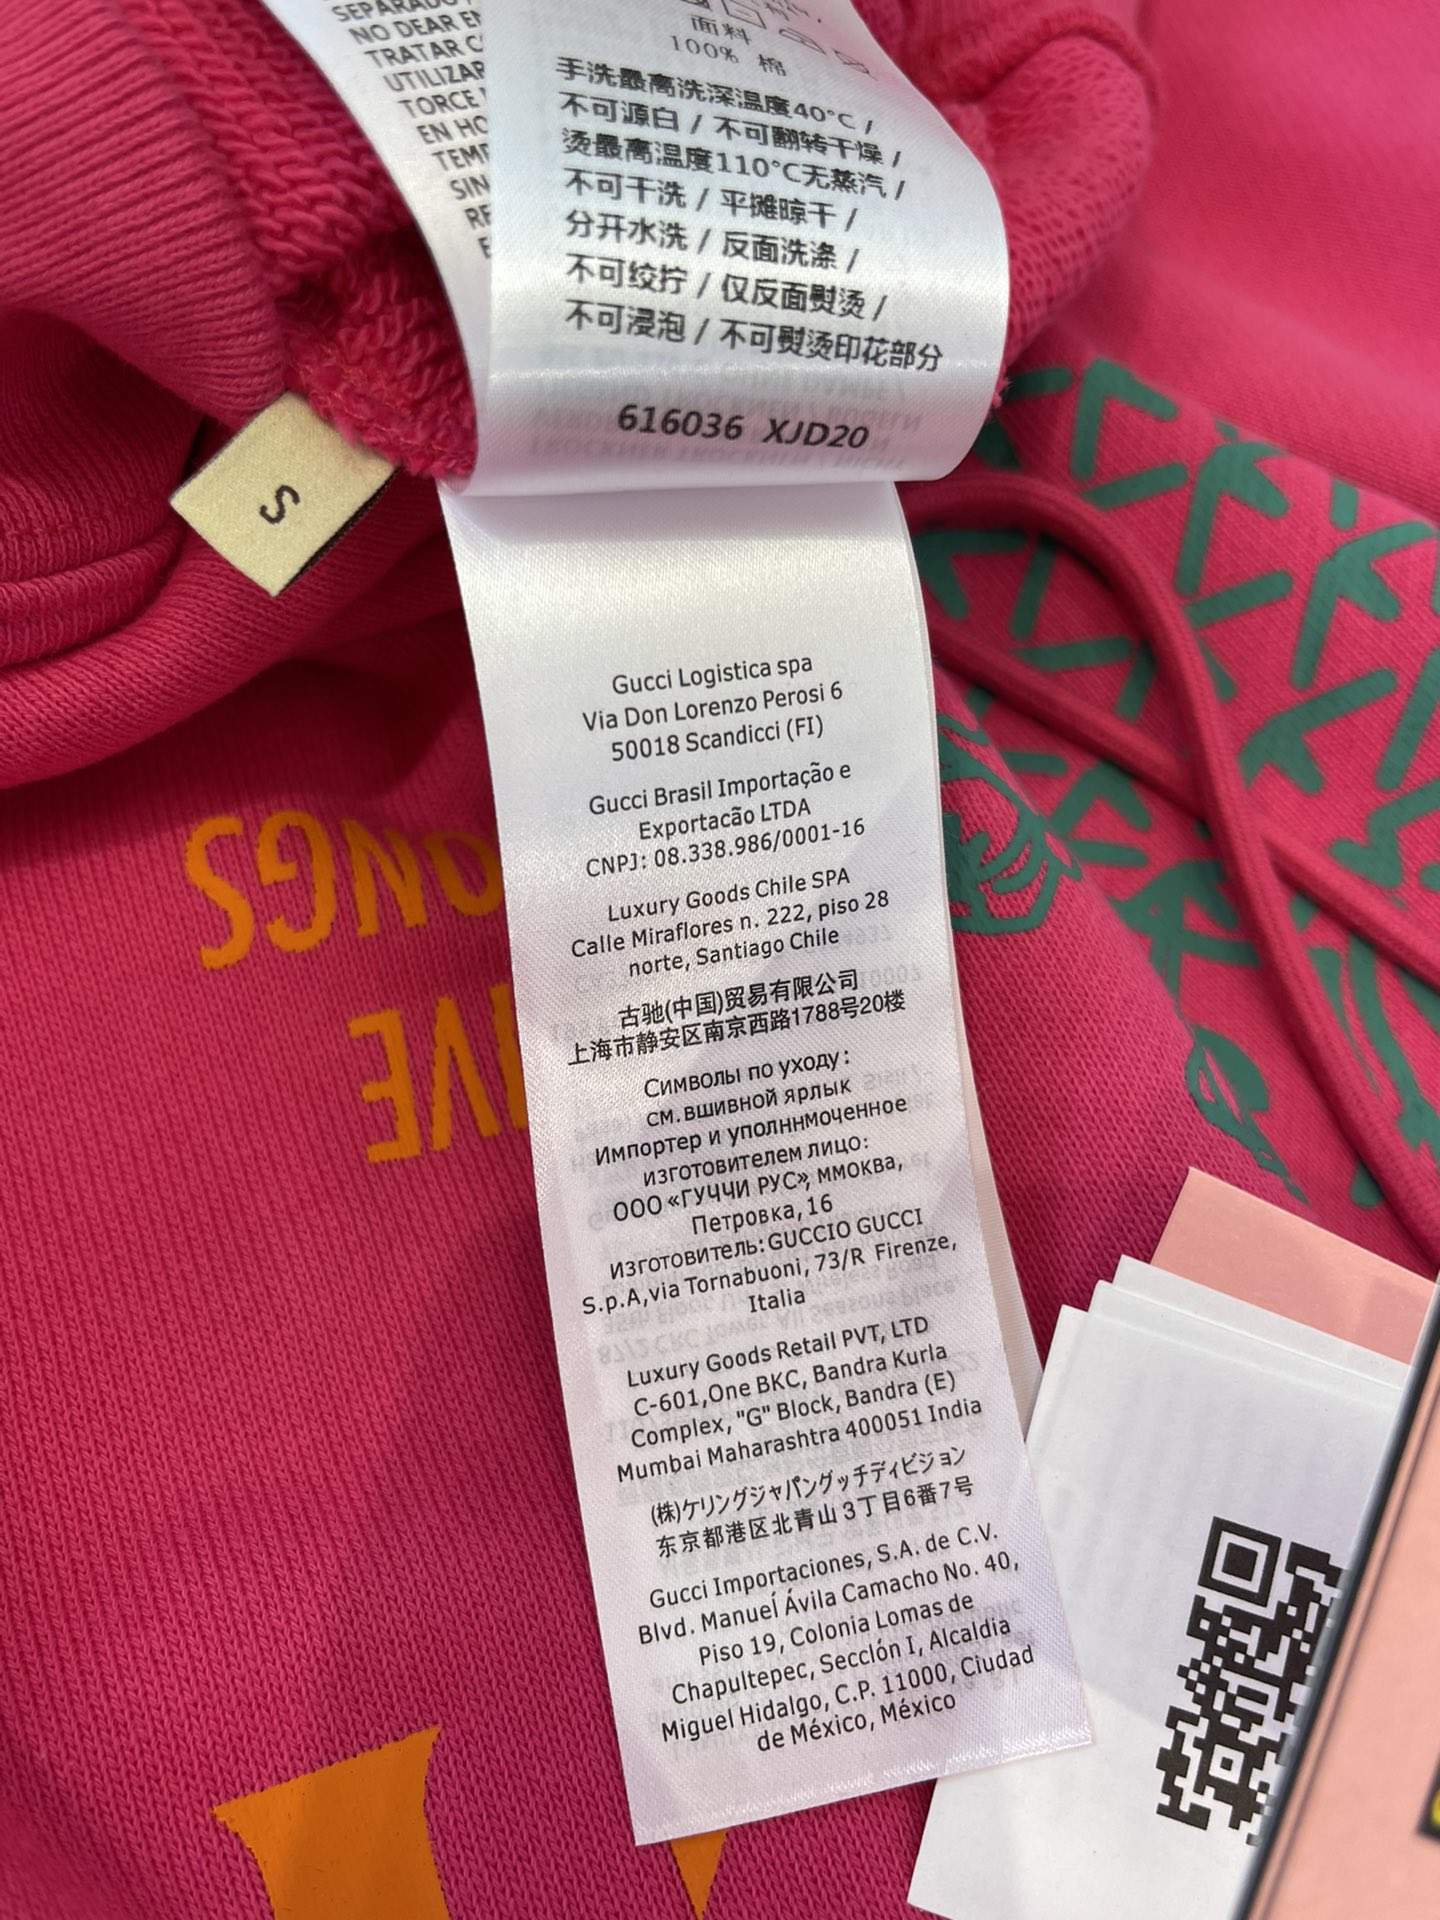 SEPARADO
NO DEAR EN
TRATAR C
UTILIZAR
TORCE
EN HO
TEMP
SIN
RE
E
面料
100% 棉
手洗最高洗深温度40°C /
不可源白 / 不可翻转干燥 /
烫最高温度110°C无蒸汽 /
不可干洗 / 平摊晾干 /
分开水洗 / 反面洗涤 /
不可绞拧 / 仅反面熨烫 /
不可浸泡 / 不可熨烫印花部分
616036 XJD20
S
Gucci Logistica spa
Via Don Lorenzo Perosi 6
50018 Scandicci (FI)
Gucci Brasil Importação e
Exportacão LTDA
CNPJ: 08.338.986/0001-16
Luxury Goods Chile SPA
Calle Miraflores n. 222, piso 28
norte, Santiago Chile
古驰(中国)贸易有限公司
上海市静安区南京西路1788号20楼
Символы по уходу:
см.вшивной ярлык
Импортер и уполннмоченное
изготовителем лицо:
ООО «ГУЧЧИ РУС», ммоква,
Петровка, 16
изготовитель: GUCCIO GUCCI
S.p.A,via Tornabuoni, 73/R Firenze,
Italia
Luxury Goods Retail PVT, LTD
C-601,One BKC, Bandra Kurla
Complex, "G" Block, Bandra (E)
Mumbai Maharashtra 400051 India
(株)ケリングジャパングッチディビジョン
东京都港区北青山3丁目6番7号
Gucci Importaciones, S.A. de C.V.
Blvd. Manuel Ávila Camacho No. 40,
Piso 19, Colonia Lomas de
Chapultepec, Seccłón I, Alcaldia
Miguel Hidalgo, C.P. 11000, Ciudad
de México, México
ONGS
IVE